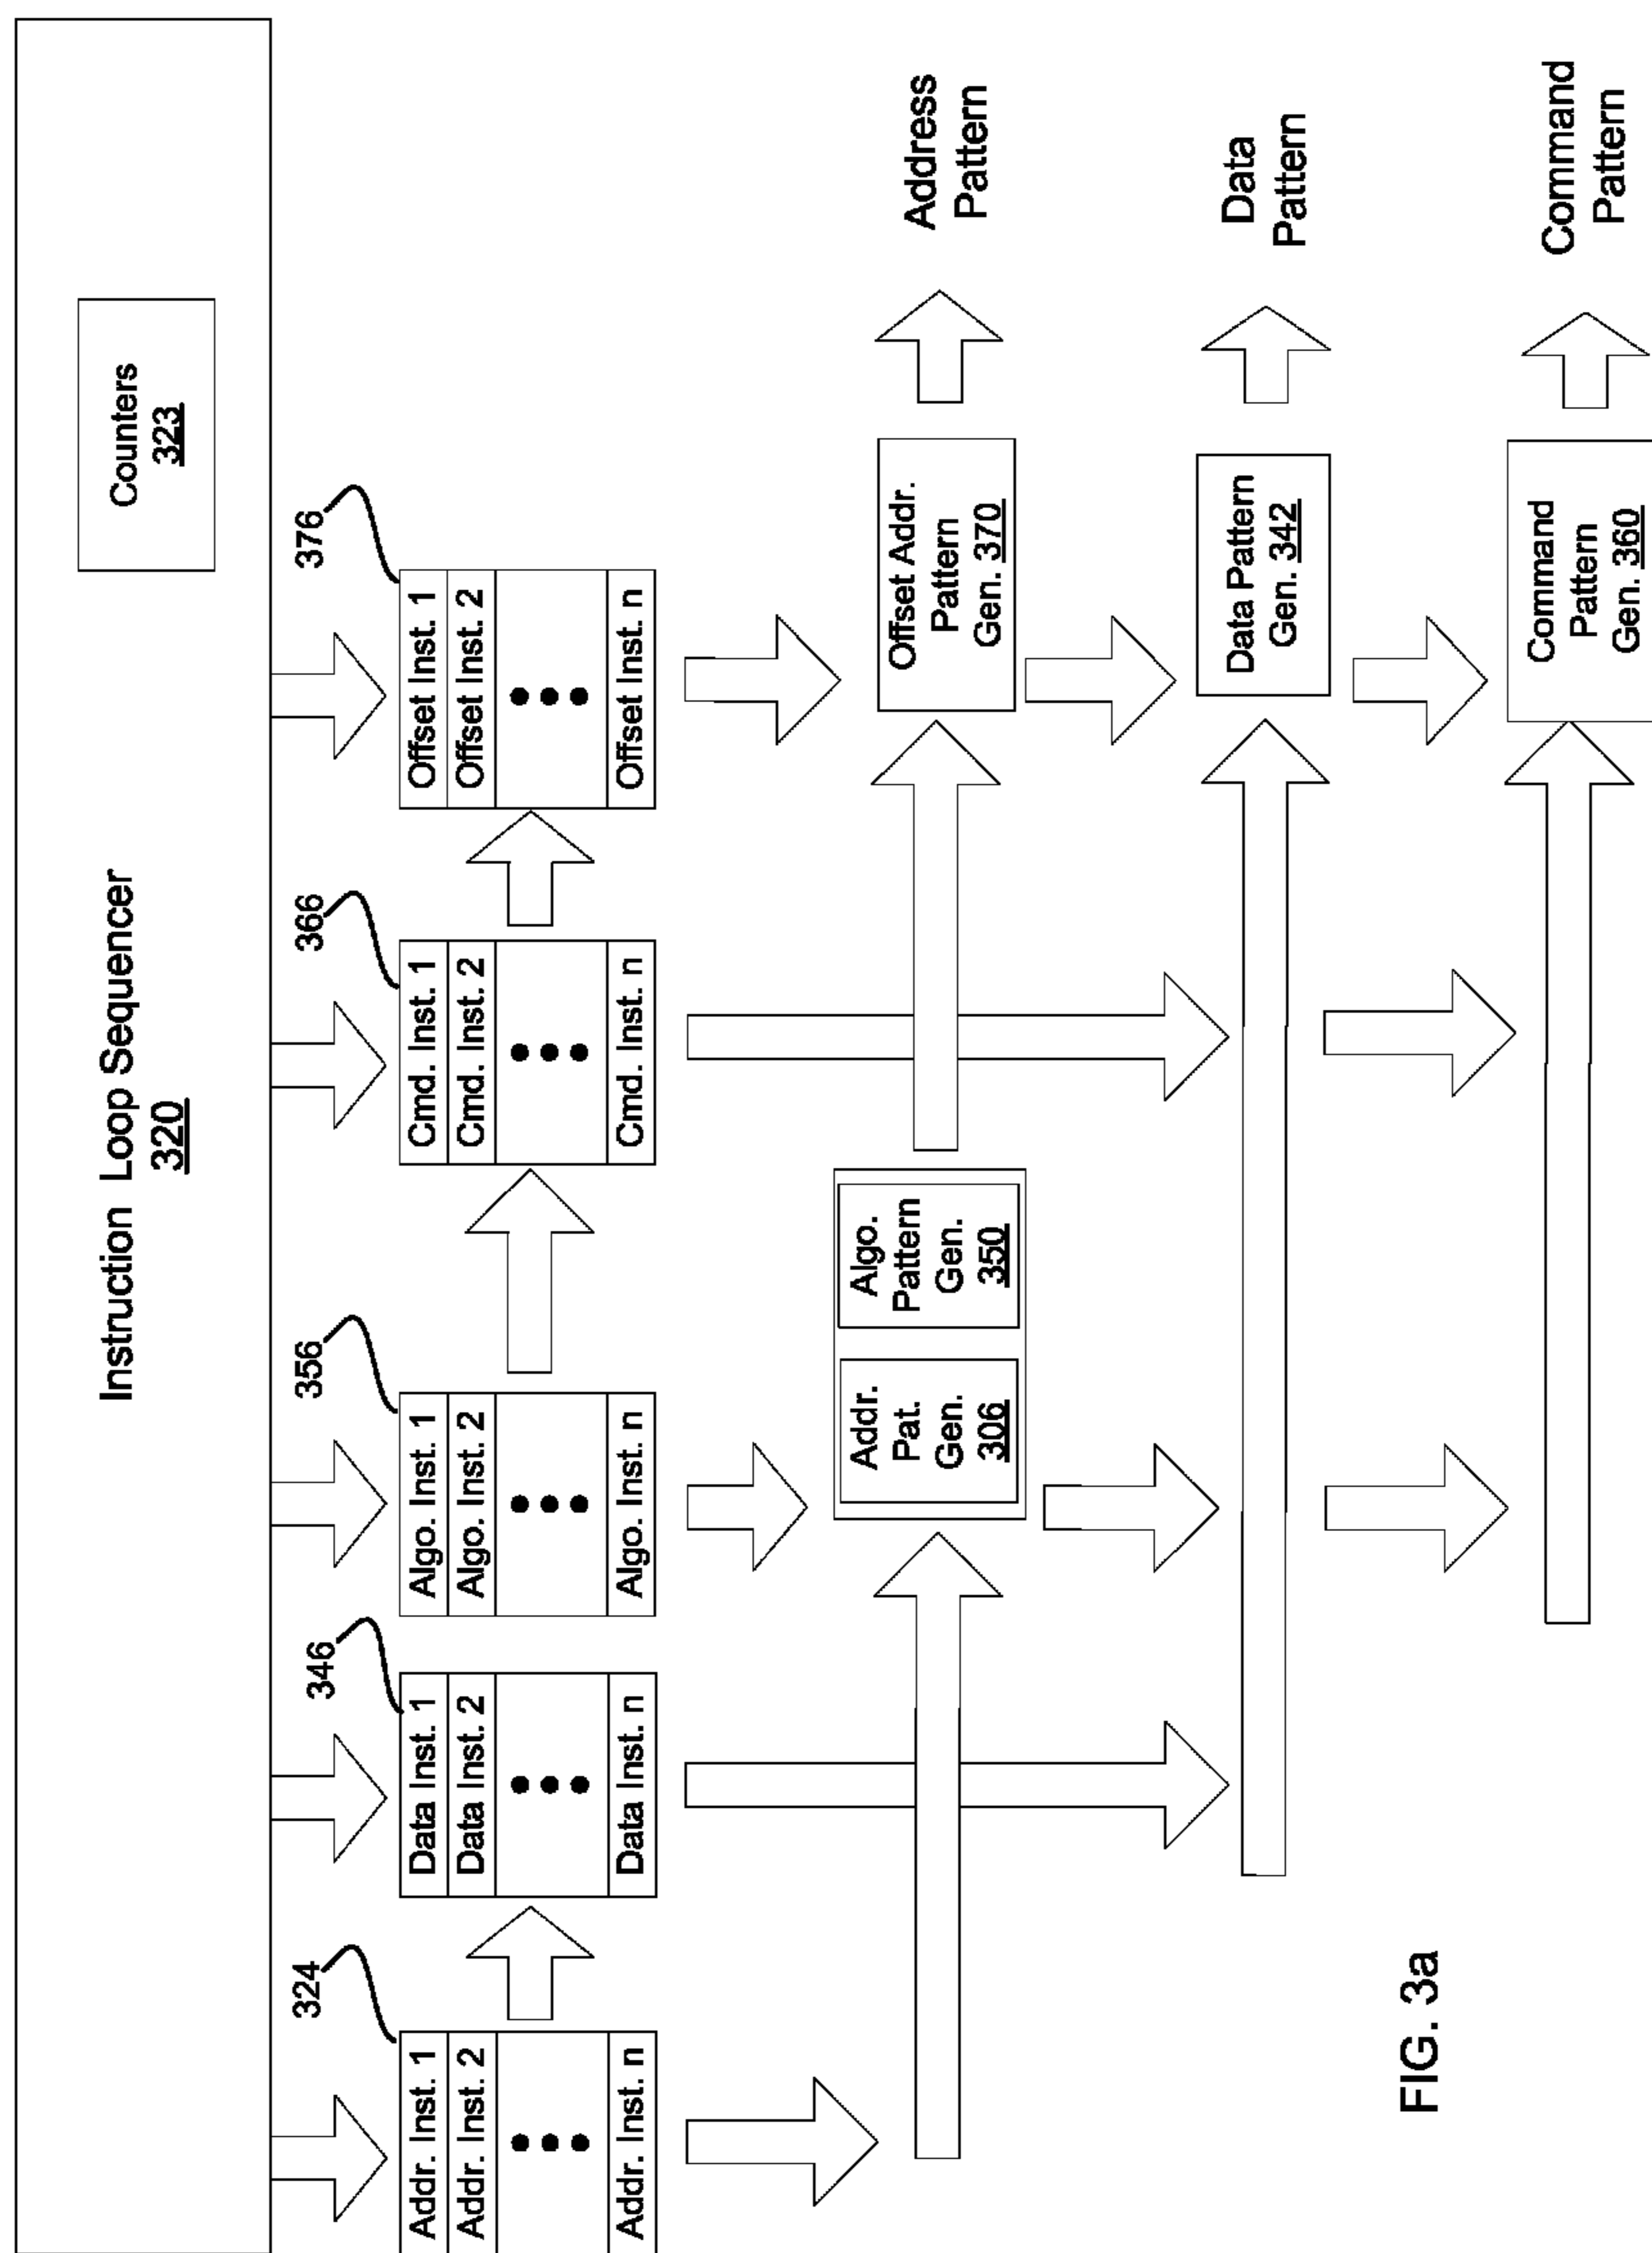 Instruction Loop Sequencer
320
Counters
323
324
346
356
366
376
Addr. Inst. 1
Addr. Inst. 2
Addr. Inst. n
Data Inst. 1
Data Inst. 2
Data Inst. n
Algo. Inst. 1
Algo. Inst. 2
Algo. Inst. n
Cmd. Inst. 1
Cmd. Inst. 2
Cmd. Inst. n
Offset Inst. 1
Offset Inst. 2
Offset Inst. n
Addr.
Pat.
Gen.
306
Algo.
Pattern
Gen.
350
Offset Addr.
Pattern
Gen. 370
Address
Pattern
Data Pattern
Gen. 342
Data
Pattern
Command
Pattern
Gen. 360
Command
Pattern
FIG. 3a